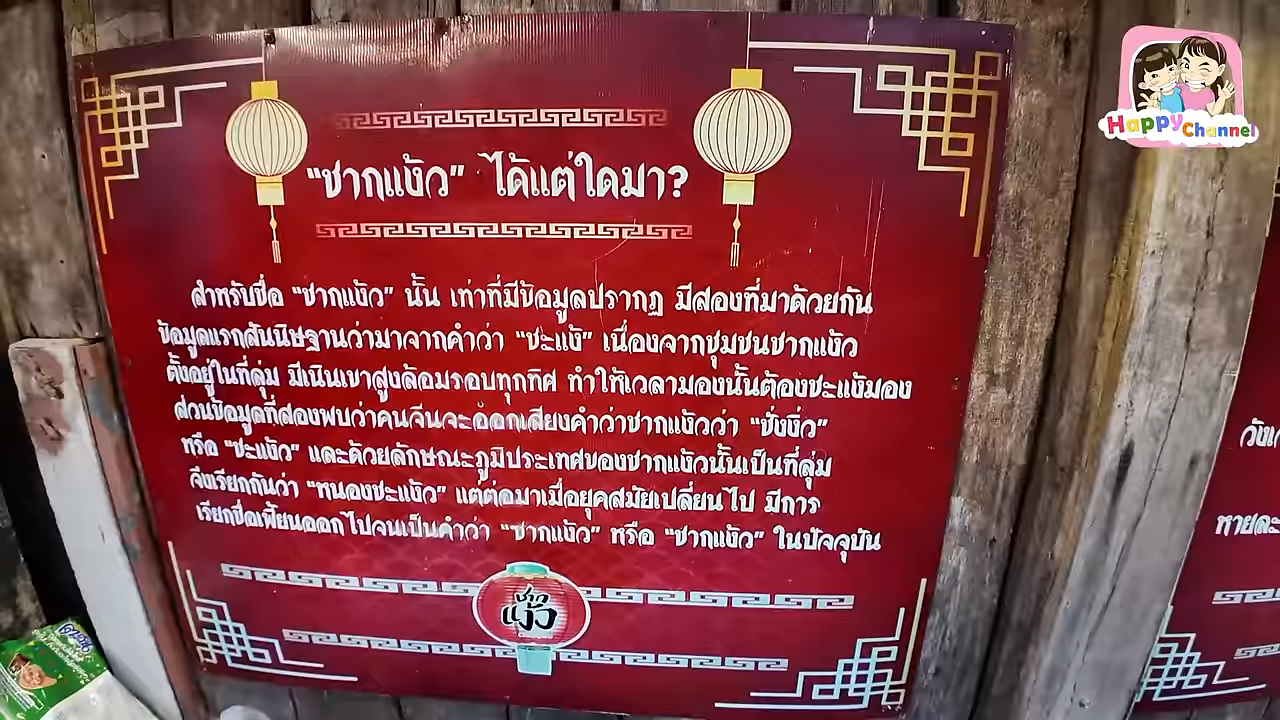 Happy Channel
"ชากแง้ว" ได้แต่ใดมา?
สำหรับชื่อ "ชากแง้ว" นั้น เท่าที่มีข้อมูลปรากฏ มีสองที่มาด้วยกัน
ข้อมูลแรกสันนิษฐานว่ามาจากคำว่า "ชะแง้" เนื่องจากชุมชนชากแง้ว
ตั้งอยู่ในที่ลุ่ม มีเนินเขาสูงล้อมรอบทุกทิศ ทำให้เวลามองนั้นต้องชะแง้มอง
ส่วนข้อมูลที่สองพบว่าคนจีนจะออกเสียงคำว่าชากแง้วว่า "ชั่งงิ่ว"
หรือ "ชะแง้ว" และด้วยลักษณะภูมิประเทศของชากแง้วนั้นเป็นที่ลุ่ม
จึงเรียกกันว่า "หนองชะแง้ว" แต่ต่อมาเมื่อยุคสมัยเปลี่ยนไป มีการ
เรียกชื่อเพี้ยนออกไปจนเป็นคำว่า "ซากแง้ว" หรือ "ชากแง้ว" ในปัจจุบัน
ชาก
แง้ว
หายละ